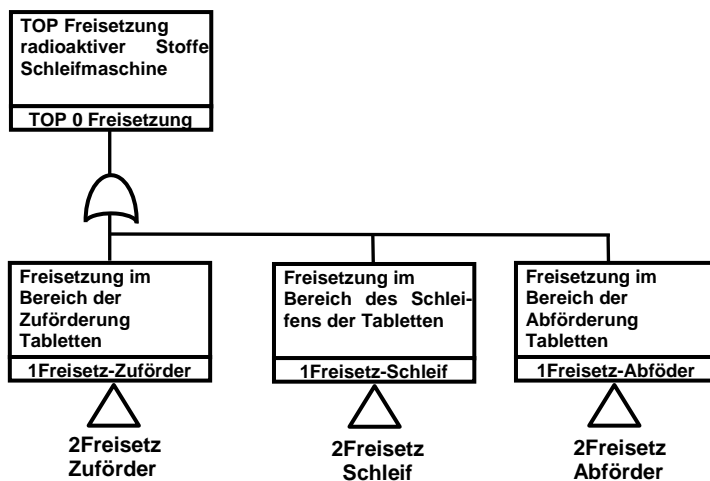 TOP Freisetzung
radioaktiver Stoffe
Schleifmaschine
TOP 0 Freisetzung
Freisetzung im
Bereich der
Zuförderung
Tabletten
1Freisetz-Zuförder
Freisetzung im
Bereich des Schlei-
fens der Tabletten
1Freisetz-Schleif
Freisetzung im
Bereich der
Abförderung
Tabletten
1Freisetz-Abföder
2Freisetz
Zuförder
2Freisetz
Schleif
2Freisetz
Abförder